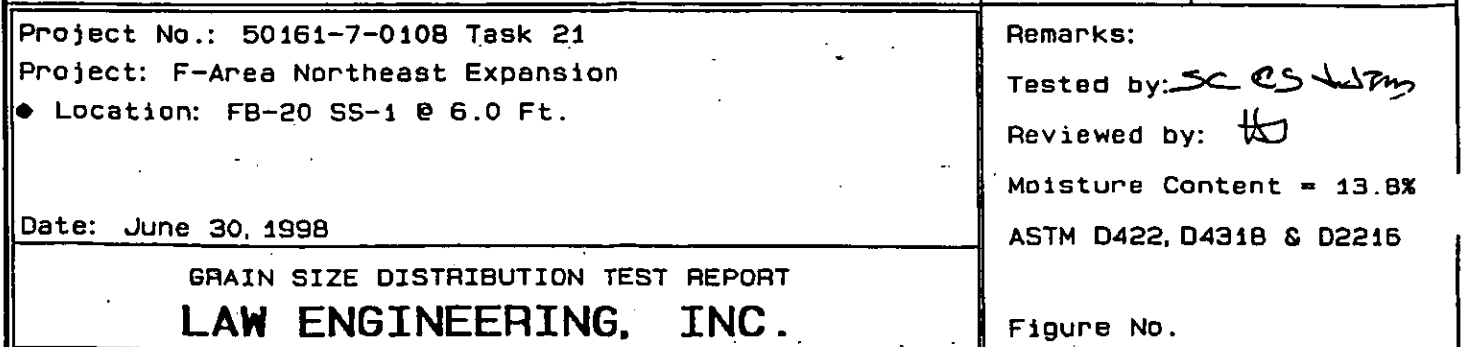 Project No.: 50161-7-0108 Task 21
Project: F-Area Northeast Expansion
Location: FB-20 SS-1 @ 6.0 Ft.
Date: June 30, 1998
GRAIN SIZE DISTRIBUTION TEST REPORT
LAW ENGINEERING, INC.
Remarks:
Tested by: SC CS
Reviewed by:
Moisture Content = 13.8%
ASTM D422, D4318 & D2216
Figure No.